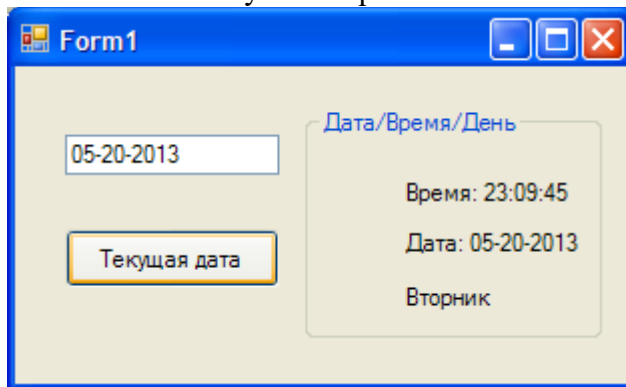 Form1
05-20-2013
Текущая дата
Дата/Время/День
Время: 23:09:45
Дата: 05-20-2013
Вторник